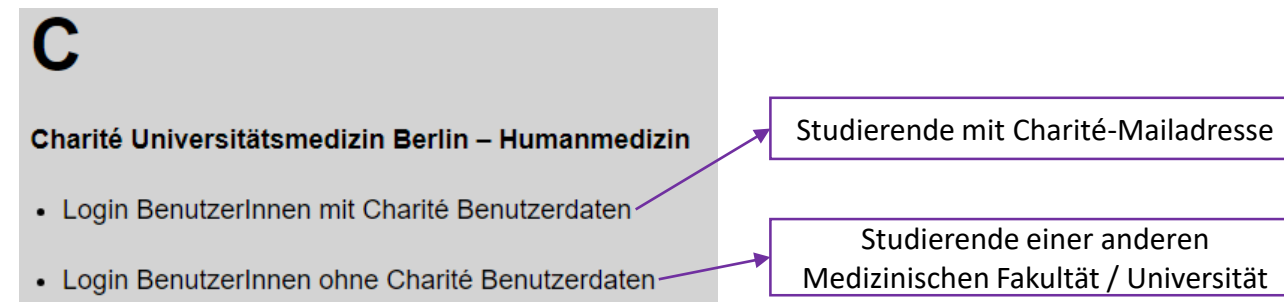 C
Charité Universitätsmedizin Berlin – Humanmedizin
Studierende mit Charité-Mailadresse
• Login BenutzerInnen mit Charité Benutzerdaten
Studierende einer anderen
Medizinischen Fakultät / Universität
• Login BenutzerInnen ohne Charité Benutzerdaten